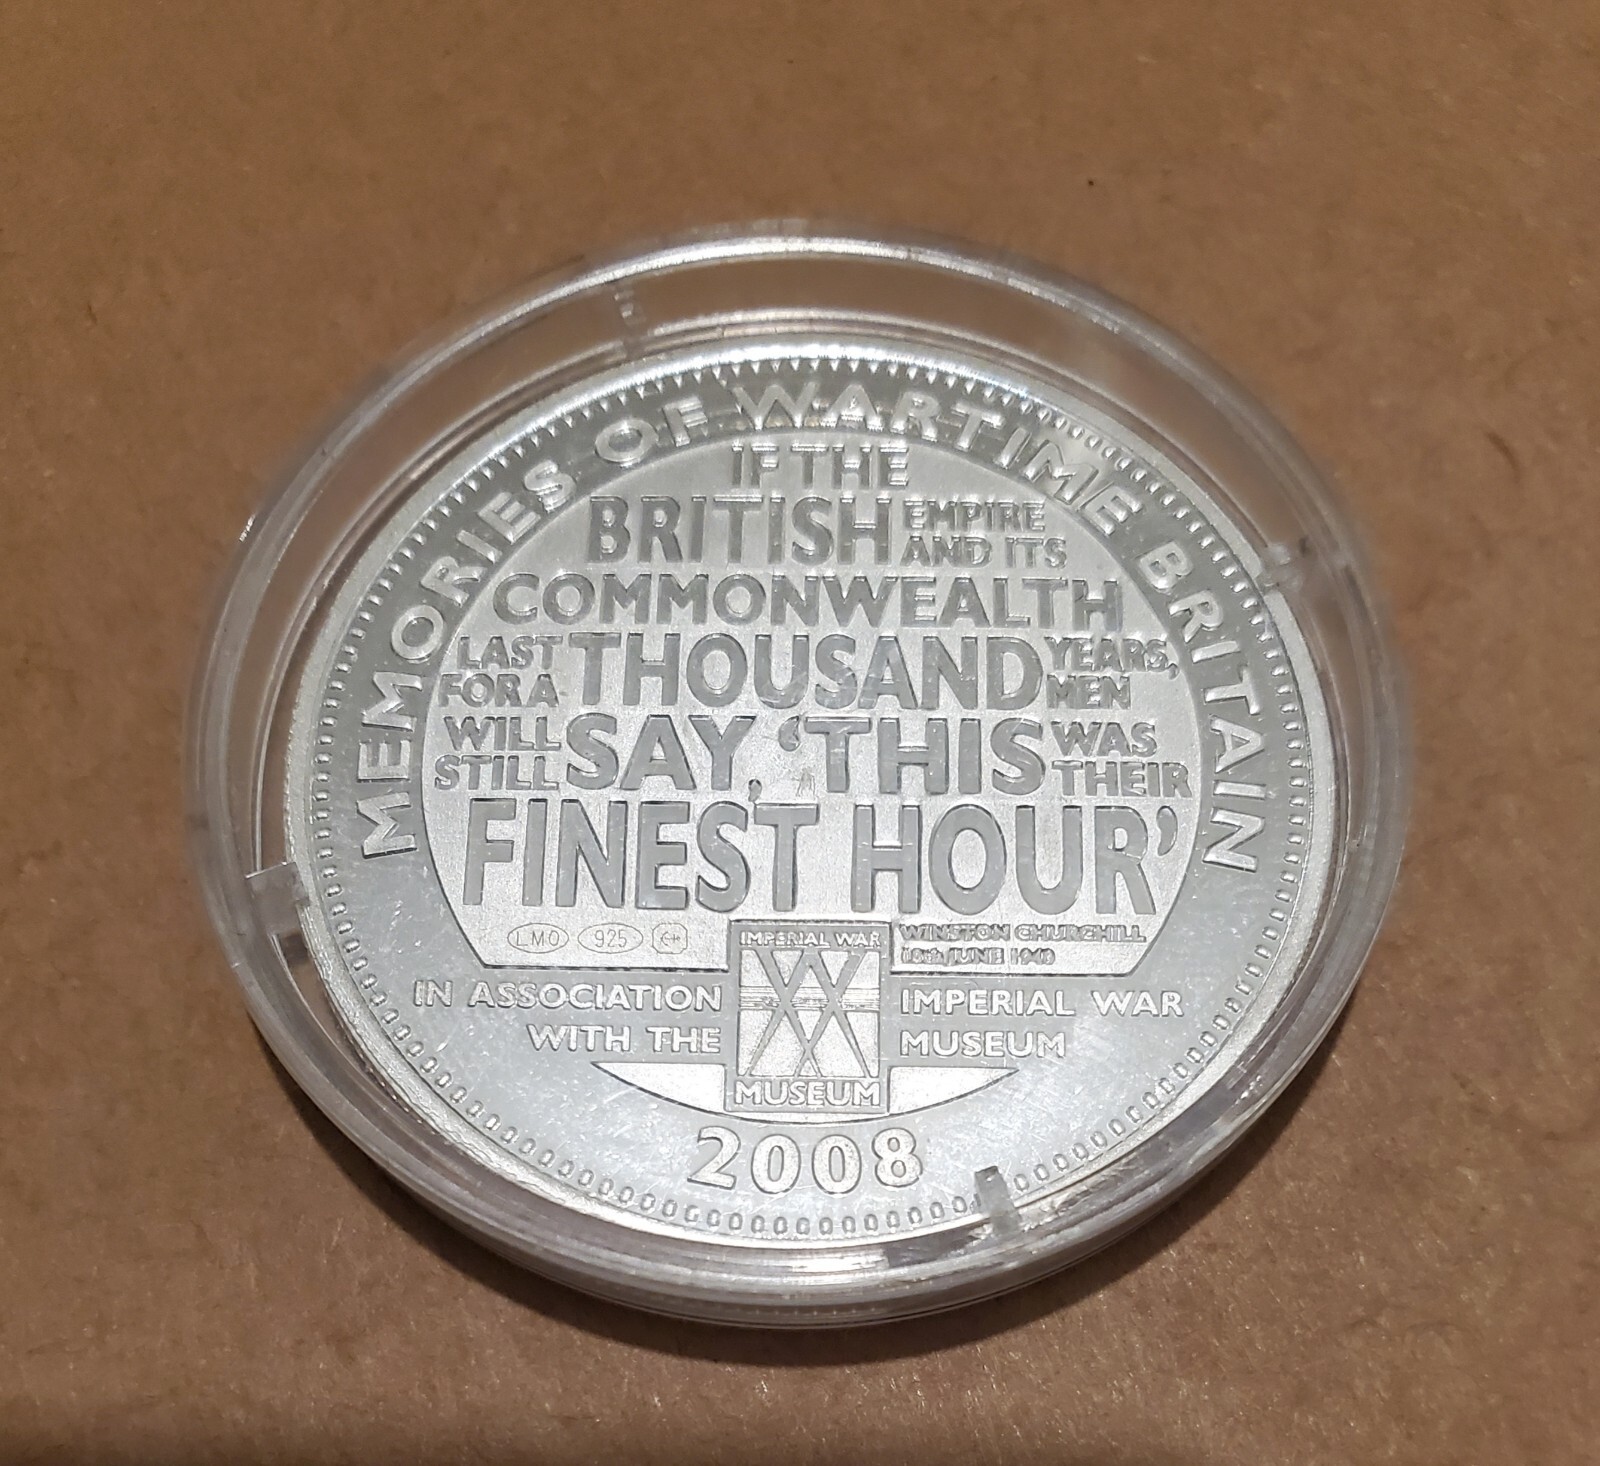 MEMORIES OF WARTIME BRITAIN
IF THE
BRITISH EMPIRE AND ITS
COMMONWEALTH
LAST FOR A THOUSAND YEARS, MEN
WILL STILL SAY, ‘THIS WAS THEIR
FINEST HOUR’
LMO 925
WINSTON CHURCHILL
18th JUNE 1940
IMPERIAL WAR
MUSEUM
IN ASSOCIATION
WITH THE
IMPERIAL WAR
MUSEUM
2008